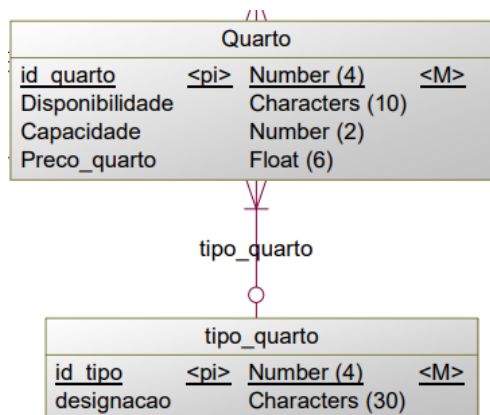 Quarto
id_quarto <pi> Number (4) <M>
Disponibilidade Characters (10)
Capacidade Number (2)
Preco_quarto Float (6)
tipo_quarto
tipo_quarto
id_tipo <pi> Number (4) <M>
designacao Characters (30)